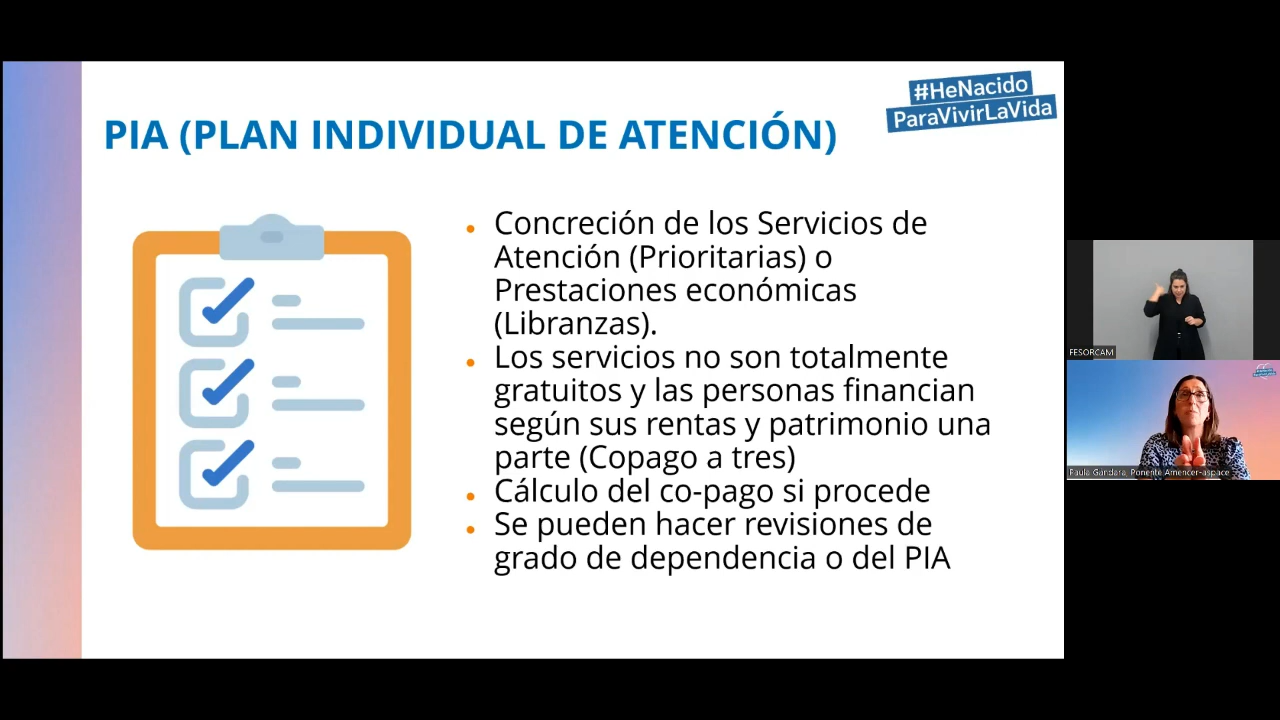 #HeNacido
ParaVivirLaVida
PIA (PLAN INDIVIDUAL DE ATENCIÓN)
• Concreción de los Servicios de
Atención (Prioritarias) o
Prestaciones económicas
(Libranzas).
• Los servicios no son totalmente
gratuitos y las personas financian
según sus rentas y patrimonio una
parte (Copago a tres)
• Cálculo del co-pago si procede
• Se pueden hacer revisiones de
grado de dependencia o del PIA
FESORCAM
Paula Gándara, Ponente Amencer-aspace